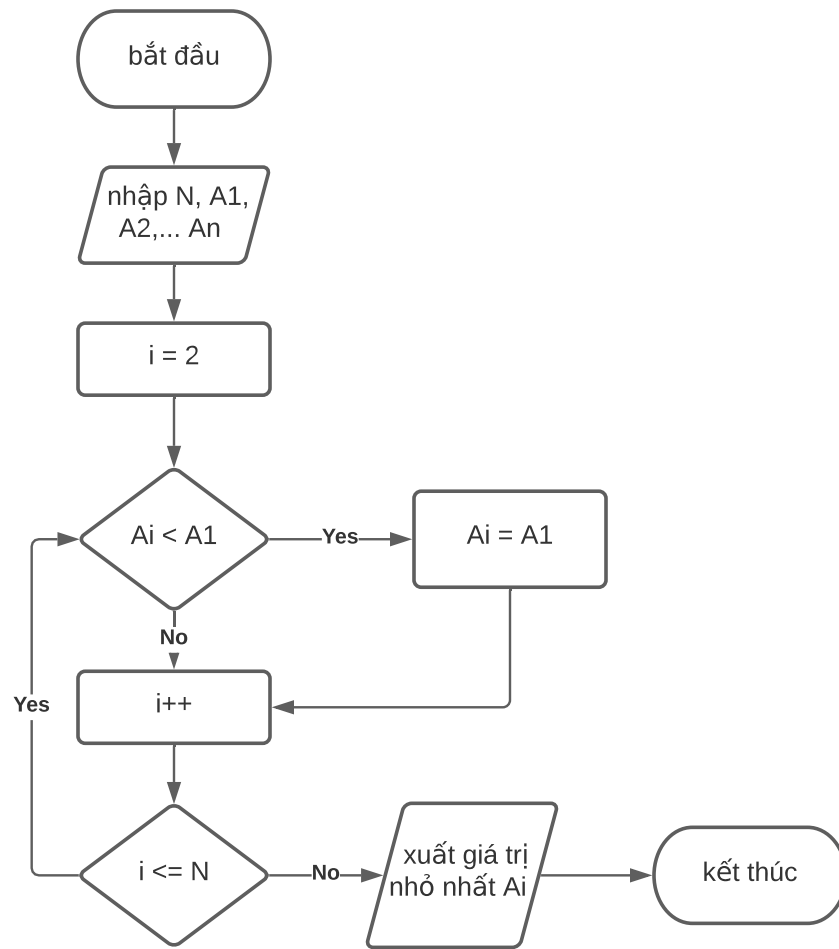 bắt đầu
nhập N, A1,
A2,... An
i = 2
Ai < A1
Yes
Ai = A1
No
i++
Yes
i <= N
No
xuất giá trị
nhỏ nhất Ai
kết thúc